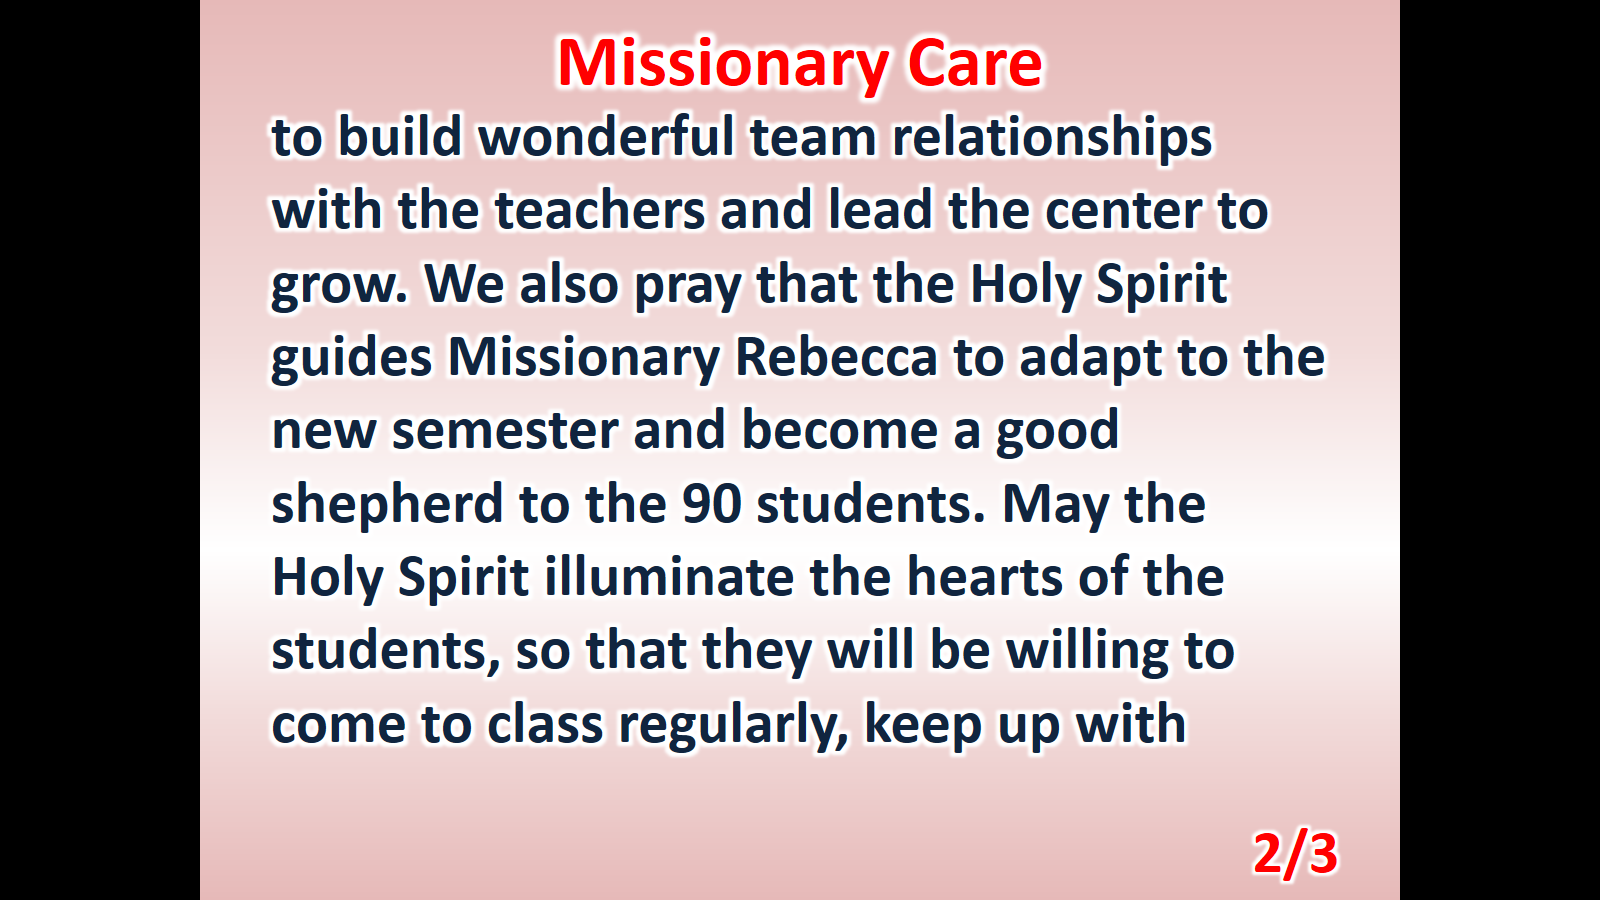 Missionary Care
to build wonderful team relationships
with the teachers and lead the center to
grow. We also pray that the Holy Spirit
guides Missionary Rebecca to adapt to the
new semester and become a good
shepherd to the 90 students. May the
Holy Spirit illuminate the hearts of the
students, so that they will be willing to
come to class regularly, keep up with
2/3